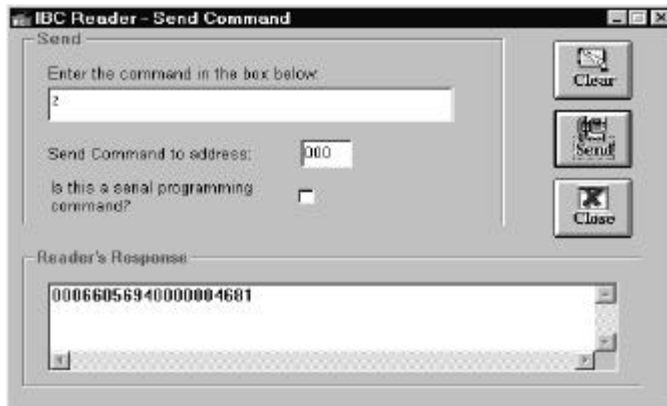 IBC Reader - Send Command
Send
Enter the command in the box below:
Clear
Send Command to address:
000
Send
Is this a serial programming
command?
Close
Reader's Response
00066056940000004681